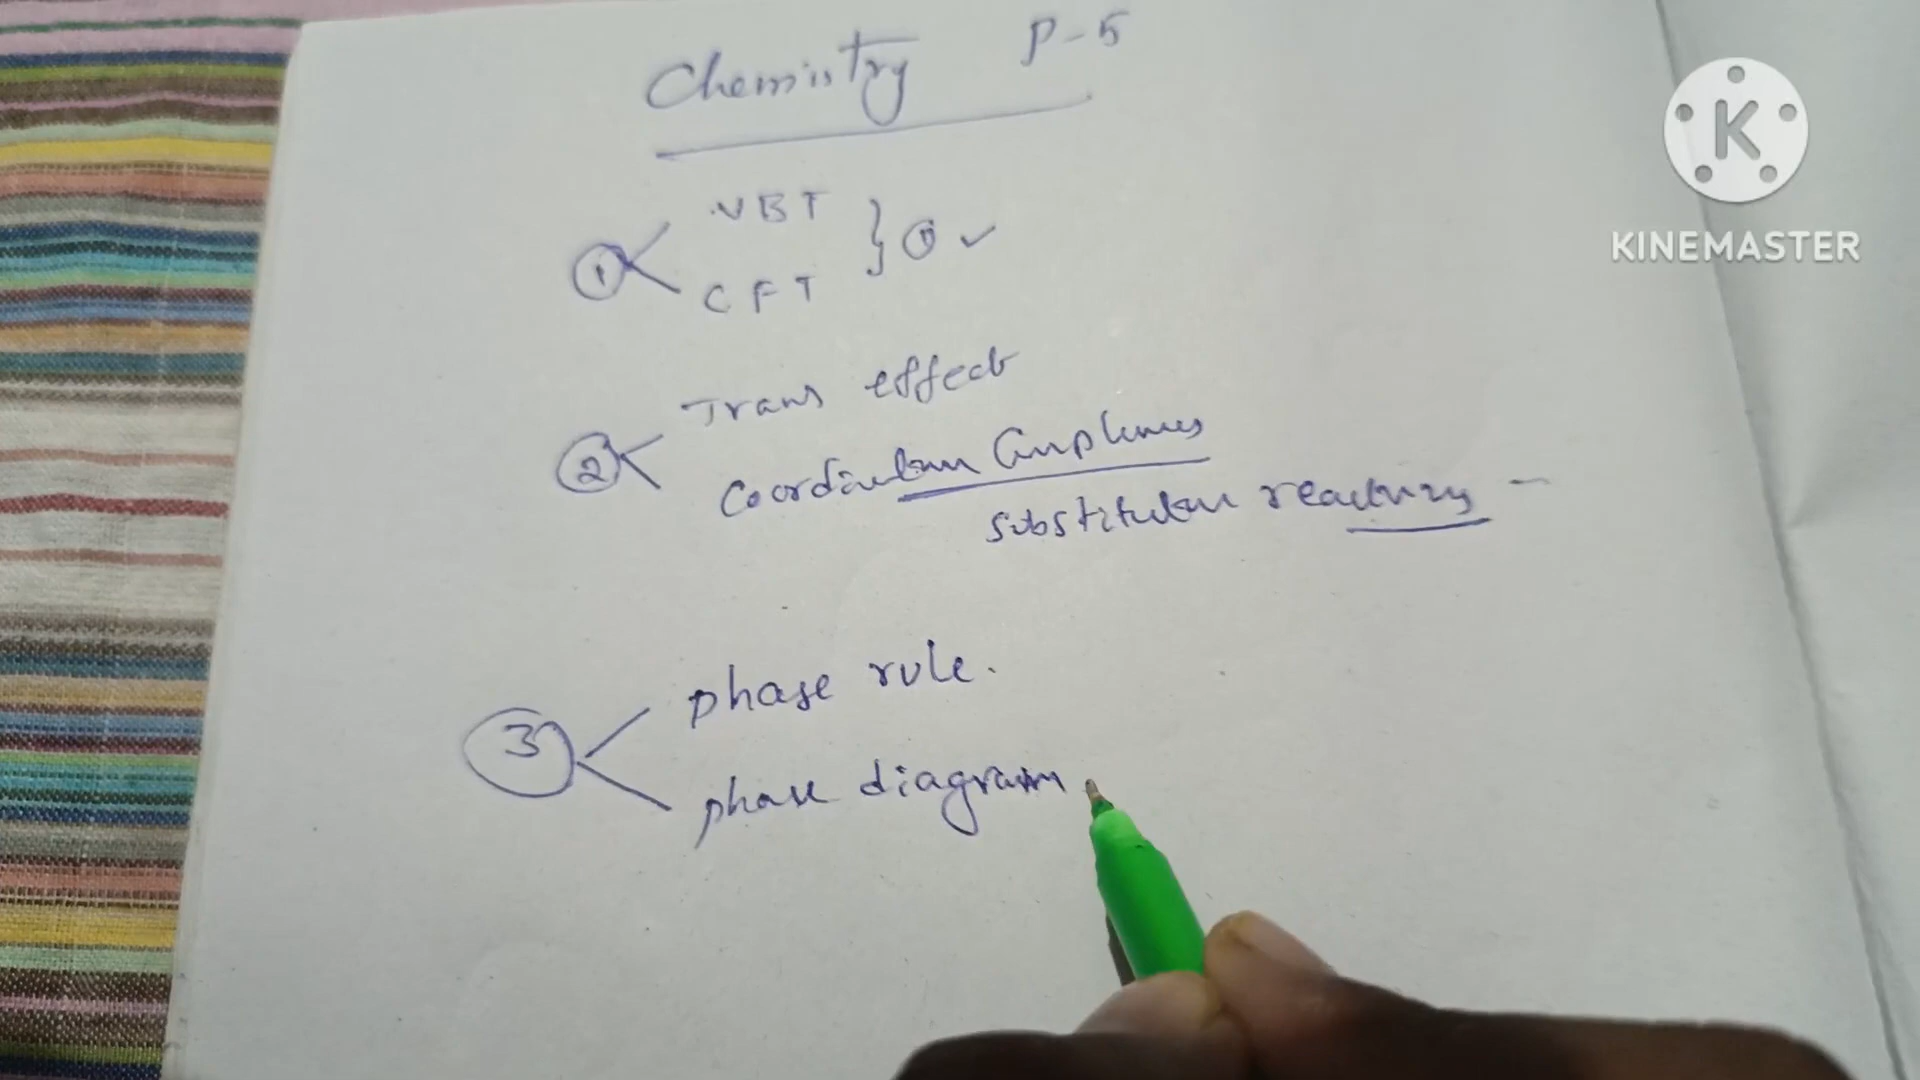 Chemistry P-5
K
KINEMASTER
VBT
① } ① ✓
CFT
Trans effect
②
Coordination Complexes
substitution reactions -
phase rule.
③
phase diagram